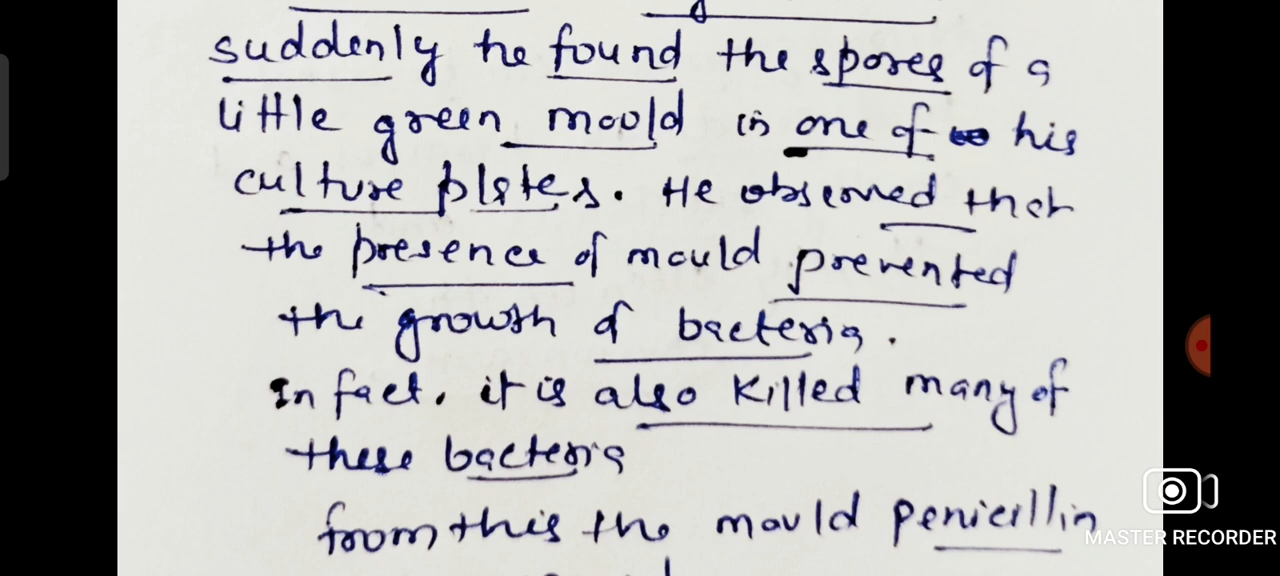 suddenly he found the spores of a
little green mould in one of his
culture plates. He observed that
the presence of mould prevented
the growth of bacteria.
In fact. it is also killed many of
these bacteria
from this the mould penicillin
MASTER RECORDER